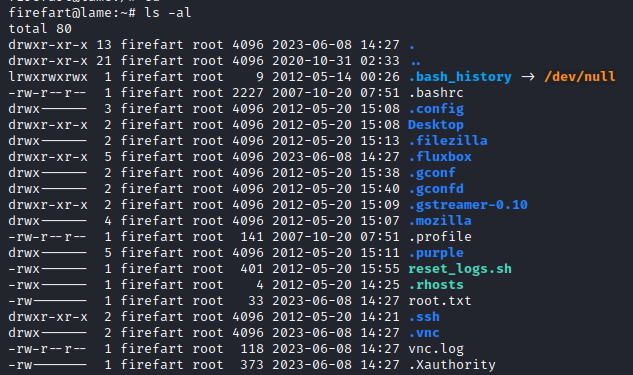 firefart@lame:~# ls -al
total 80
drwxr-xr-x 13 firefart root 4096 2023-06-08 14:27 .
drwxr-xr-x 21 firefart root 4096 2020-10-31 02:33 ..
lrwxrwxrwx  1 firefart root    9 2012-05-14 00:26 .bash_history → /dev/null
-rw-r--r--  1 firefart root 2227 2007-10-20 07:51 .bashrc
drwx------  3 firefart root 4096 2012-05-20 15:08 .config
drwxr-xr-x  2 firefart root 4096 2012-05-20 15:08 Desktop
drwx------  2 firefart root 4096 2012-05-20 15:13 .filezilla
drwxr-xr-x  5 firefart root 4096 2023-06-08 14:27 .fluxbox
drwx------  2 firefart root 4096 2012-05-20 15:38 .gconf
drwx------  2 firefart root 4096 2012-05-20 15:40 .gconfd
drwxr-xr-x  2 firefart root 4096 2012-05-20 15:09 .gstreamer-0.10
drwx------  4 firefart root 4096 2012-05-20 15:07 .mozilla
-rw-r--r--  1 firefart root  141 2007-10-20 07:51 .profile
drwx------  5 firefart root 4096 2012-05-20 15:11 .purple
-rwx------  1 firefart root  401 2012-05-20 15:55 reset_logs.sh
-rwx------  1 firefart root    4 2012-05-20 14:25 .rhosts
-rw-------  1 firefart root   33 2023-06-08 14:27 root.txt
drwxr-xr-x  2 firefart root 4096 2012-05-20 14:21 .ssh
drwx------  2 firefart root 4096 2023-06-08 14:27 .vnc
-rw-r--r--  1 firefart root  118 2023-06-08 14:27 vnc.log
-rw-------  1 firefart root  373 2023-06-08 14:27 .Xauthority